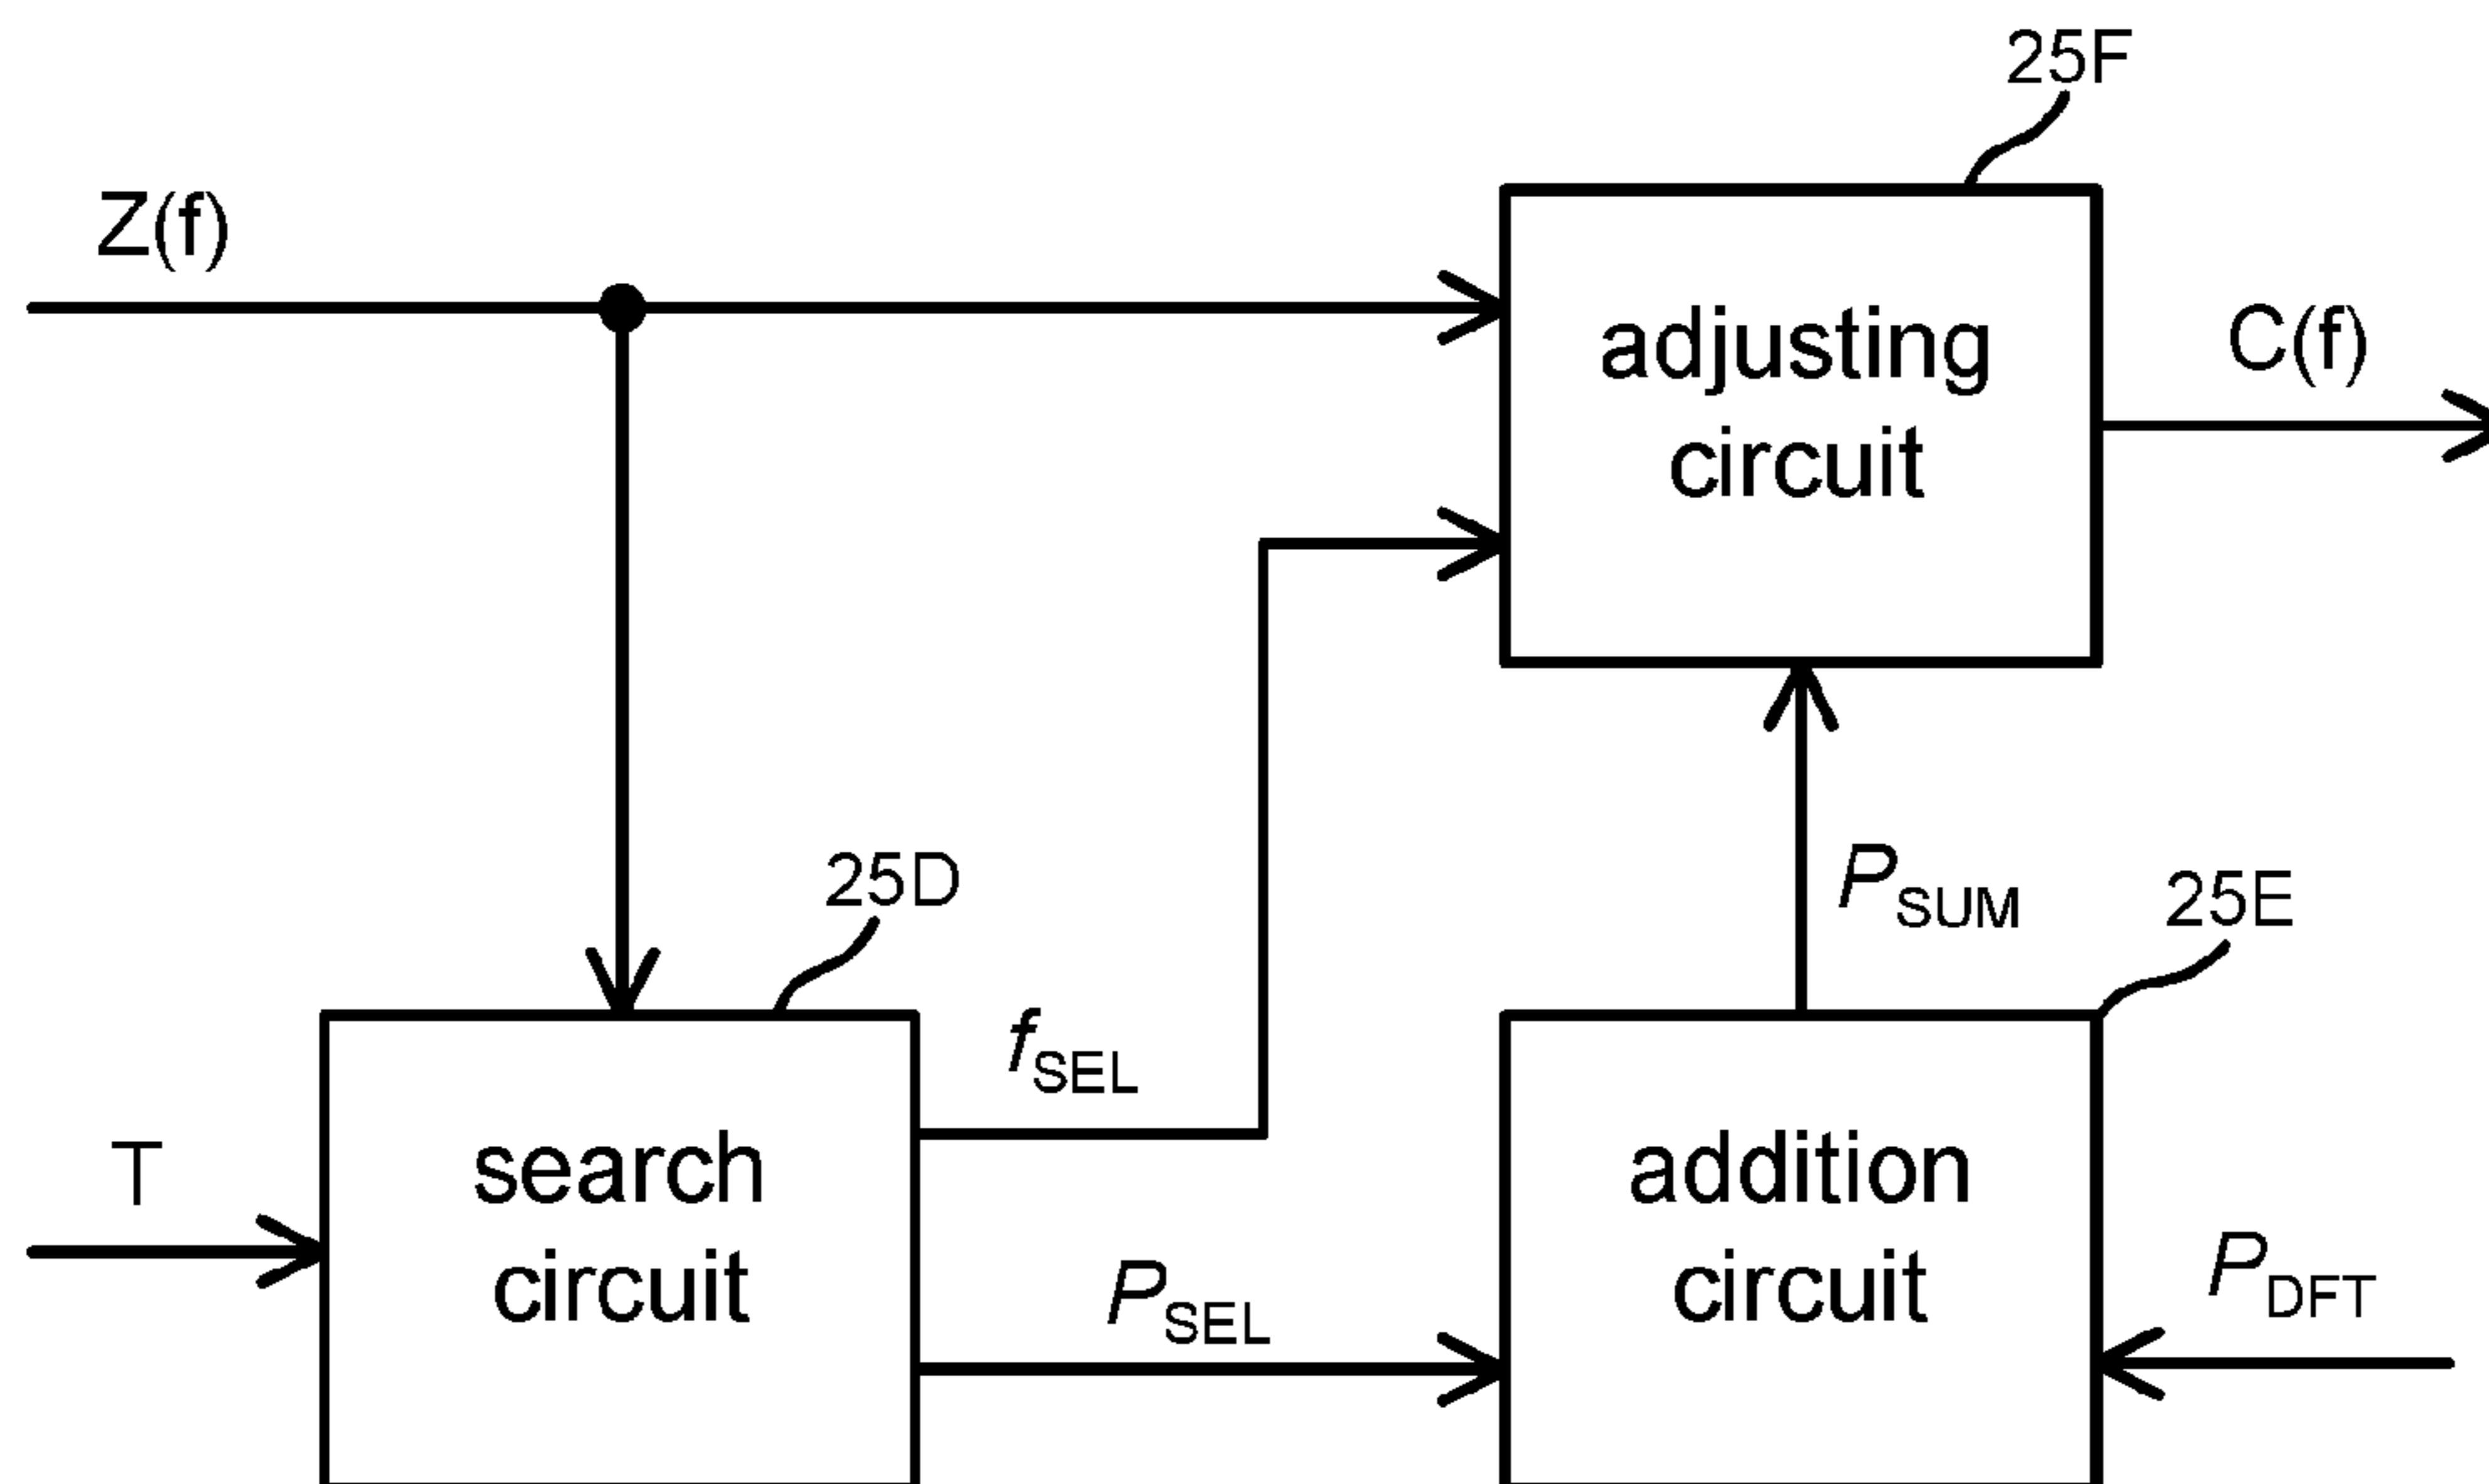 25F
Z(f)
adjusting
circuit
C(f)
25D
P_SUM
25E
f_SEL
T
search
circuit
addition
circuit
P_SEL
P_DFT